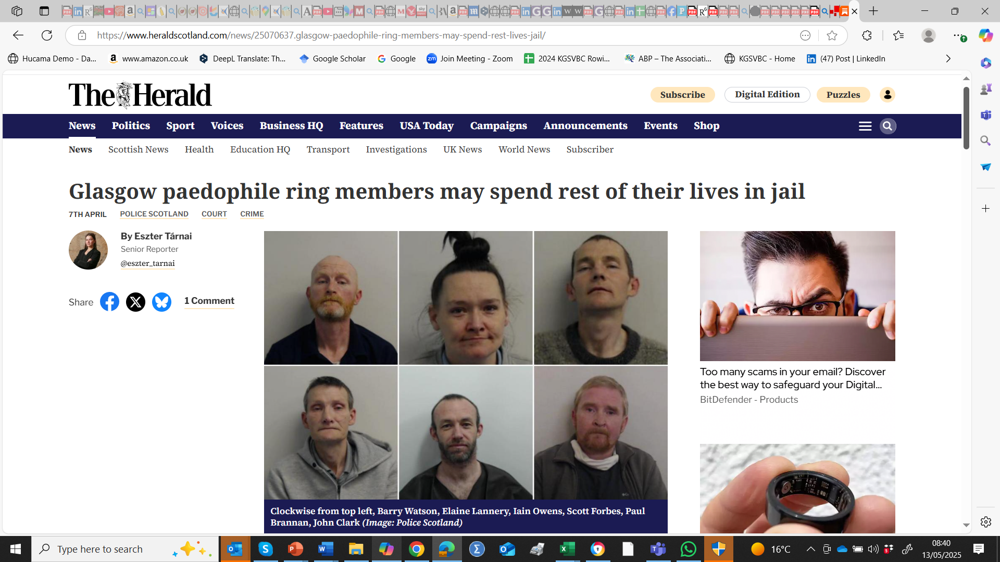 https://www.heraldscotland.com/news/25070637.glasgow-paedophile-ring-members-may-spend-rest-lives-jail/
Hucama Demo - Da...
www.amazon.co.uk
DeepL Translate: Th...
Google Scholar
Google
Join Meeting - Zoom
2024 KGSVBC Rowi...
ABP – The Associati...
KGSVBC - Home
(47) Post | LinkedIn
The Herald
Subscribe
Digital Edition
Puzzles
News Politics Sport Voices Business HQ Features USA Today Campaigns Announcements Events Shop
News Scottish News Health Education HQ Transport Investigations UK News World News Subscriber
Glasgow paedophile ring members may spend rest of their lives in jail
7TH APRIL POLICE SCOTLAND COURT CRIME
By Eszter Tárnai
Senior Reporter
@eszter_tarnai
Share
1 Comment
Clockwise from top left, Barry Watson, Elaine Lannery, Iain Owens, Scott Forbes, Paul
Brannan, John Clark (Image: Police Scotland)
Too many scams in your email? Discover
the best way to safeguard your Digital...
BitDefender - Products
Type here to search
16°C
08:40
13/05/2025